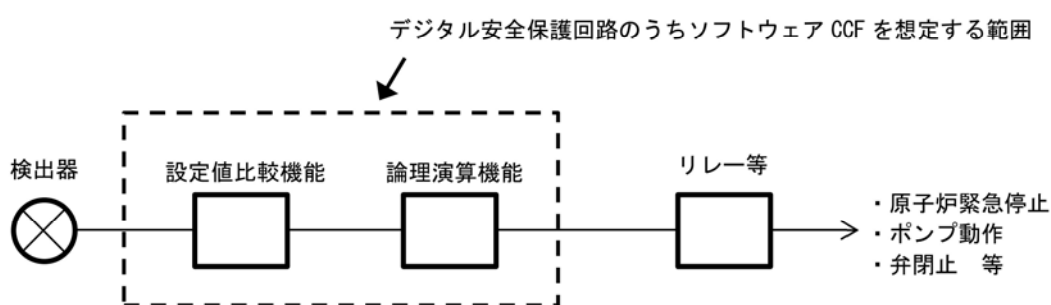 デジタル安全保護回路のうちソフトウェア CCF を想定する範囲
検出器
設定値比較機能
論理演算機能
リレー等
・原子炉緊急停止
・ポンプ動作
・弁閉止　等